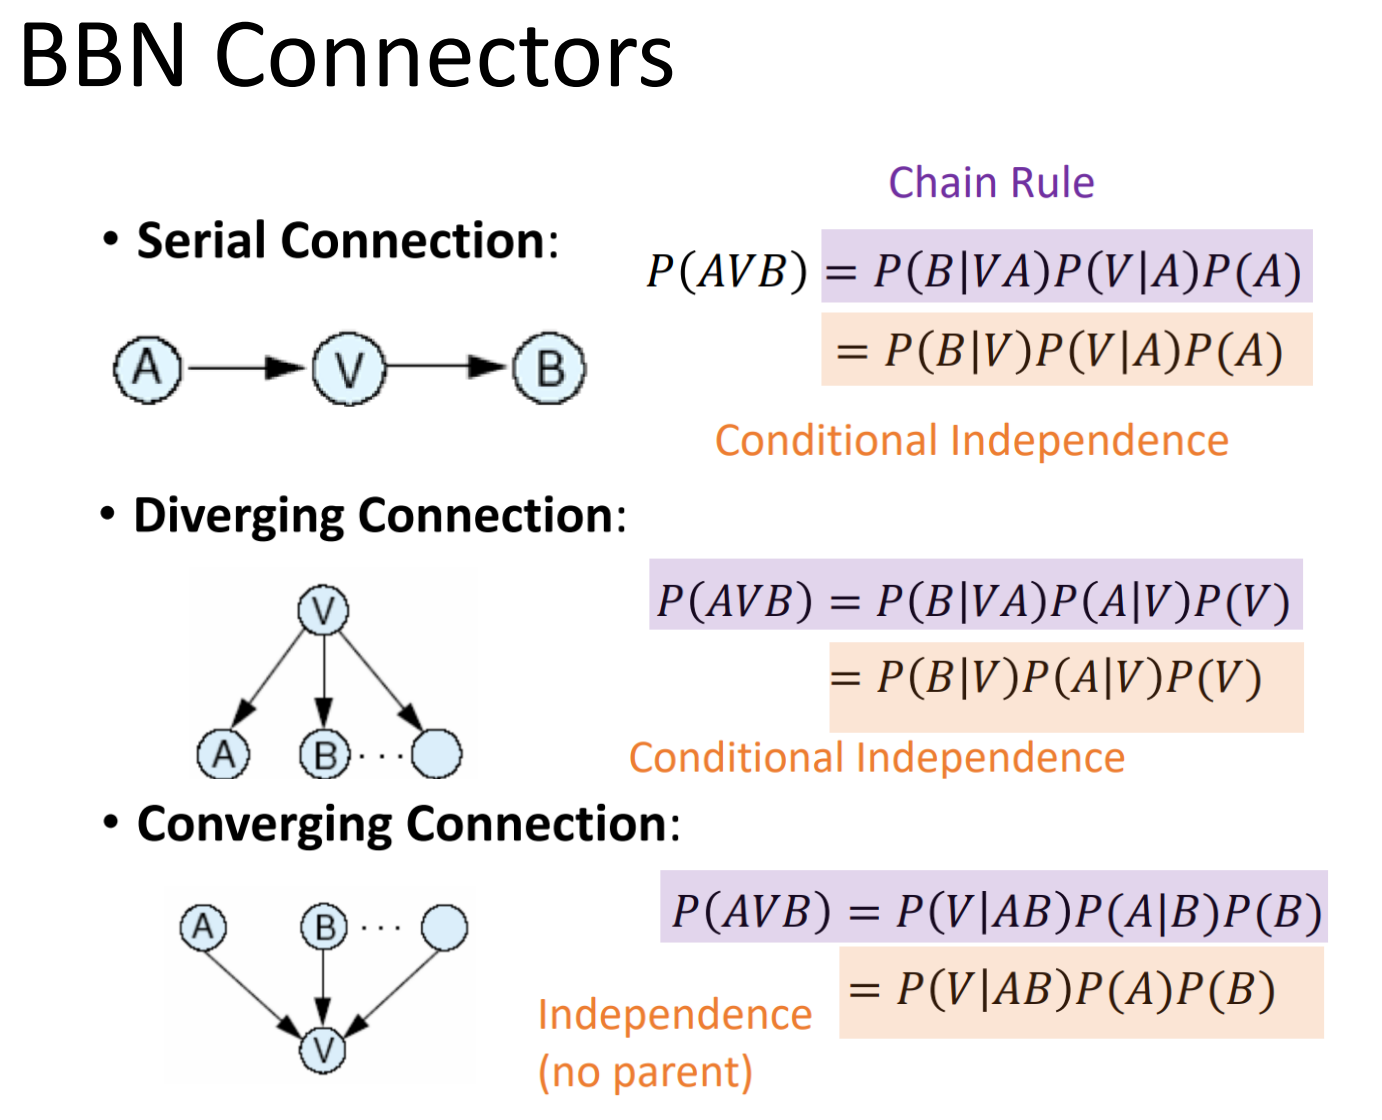 BBN Connectors
Chain Rule
• Serial Connection:
P(AVB) = P(B|VA)P(V|A)P(A)
= P(B|V)P(V|A)P(A)
A V B
Conditional Independence
• Diverging Connection:
P(AVB) = P(B|VA)P(A|V)P(V)
= P(B|V)P(A|V)P(V)
V
A B ...
Conditional Independence
• Converging Connection:
P(AVB) = P(V|AB)P(A|B)P(B)
= P(V|AB)P(A)P(B)
A B ...
V
Independence
(no parent)